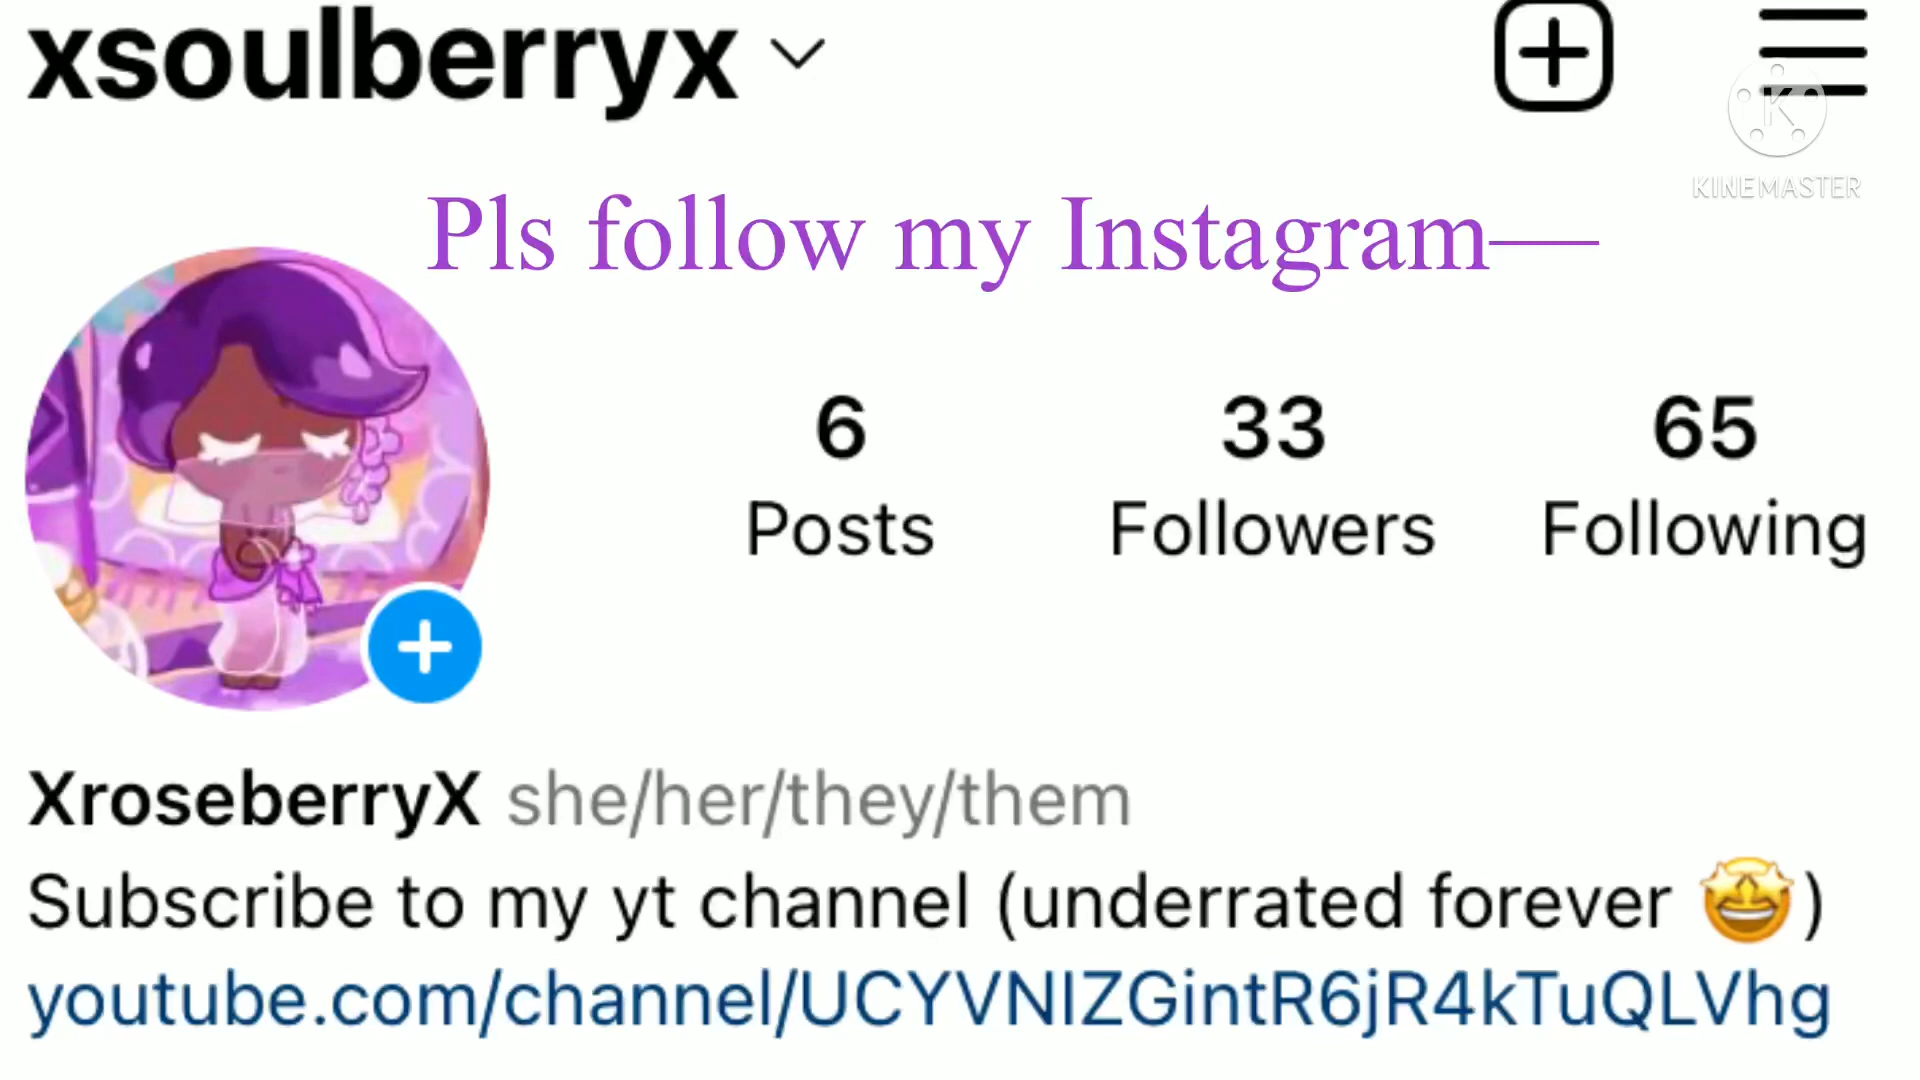 xsoulberryx
KINEMASTER
Pls follow my Instagram—
6 33 65
Posts Followers Following
XroseberryX she/her/they/them
Subscribe to my yt channel (underrated forever 🤩)
youtube.com/channel/UCYVNIZGintR6jR4kTuQLVhg